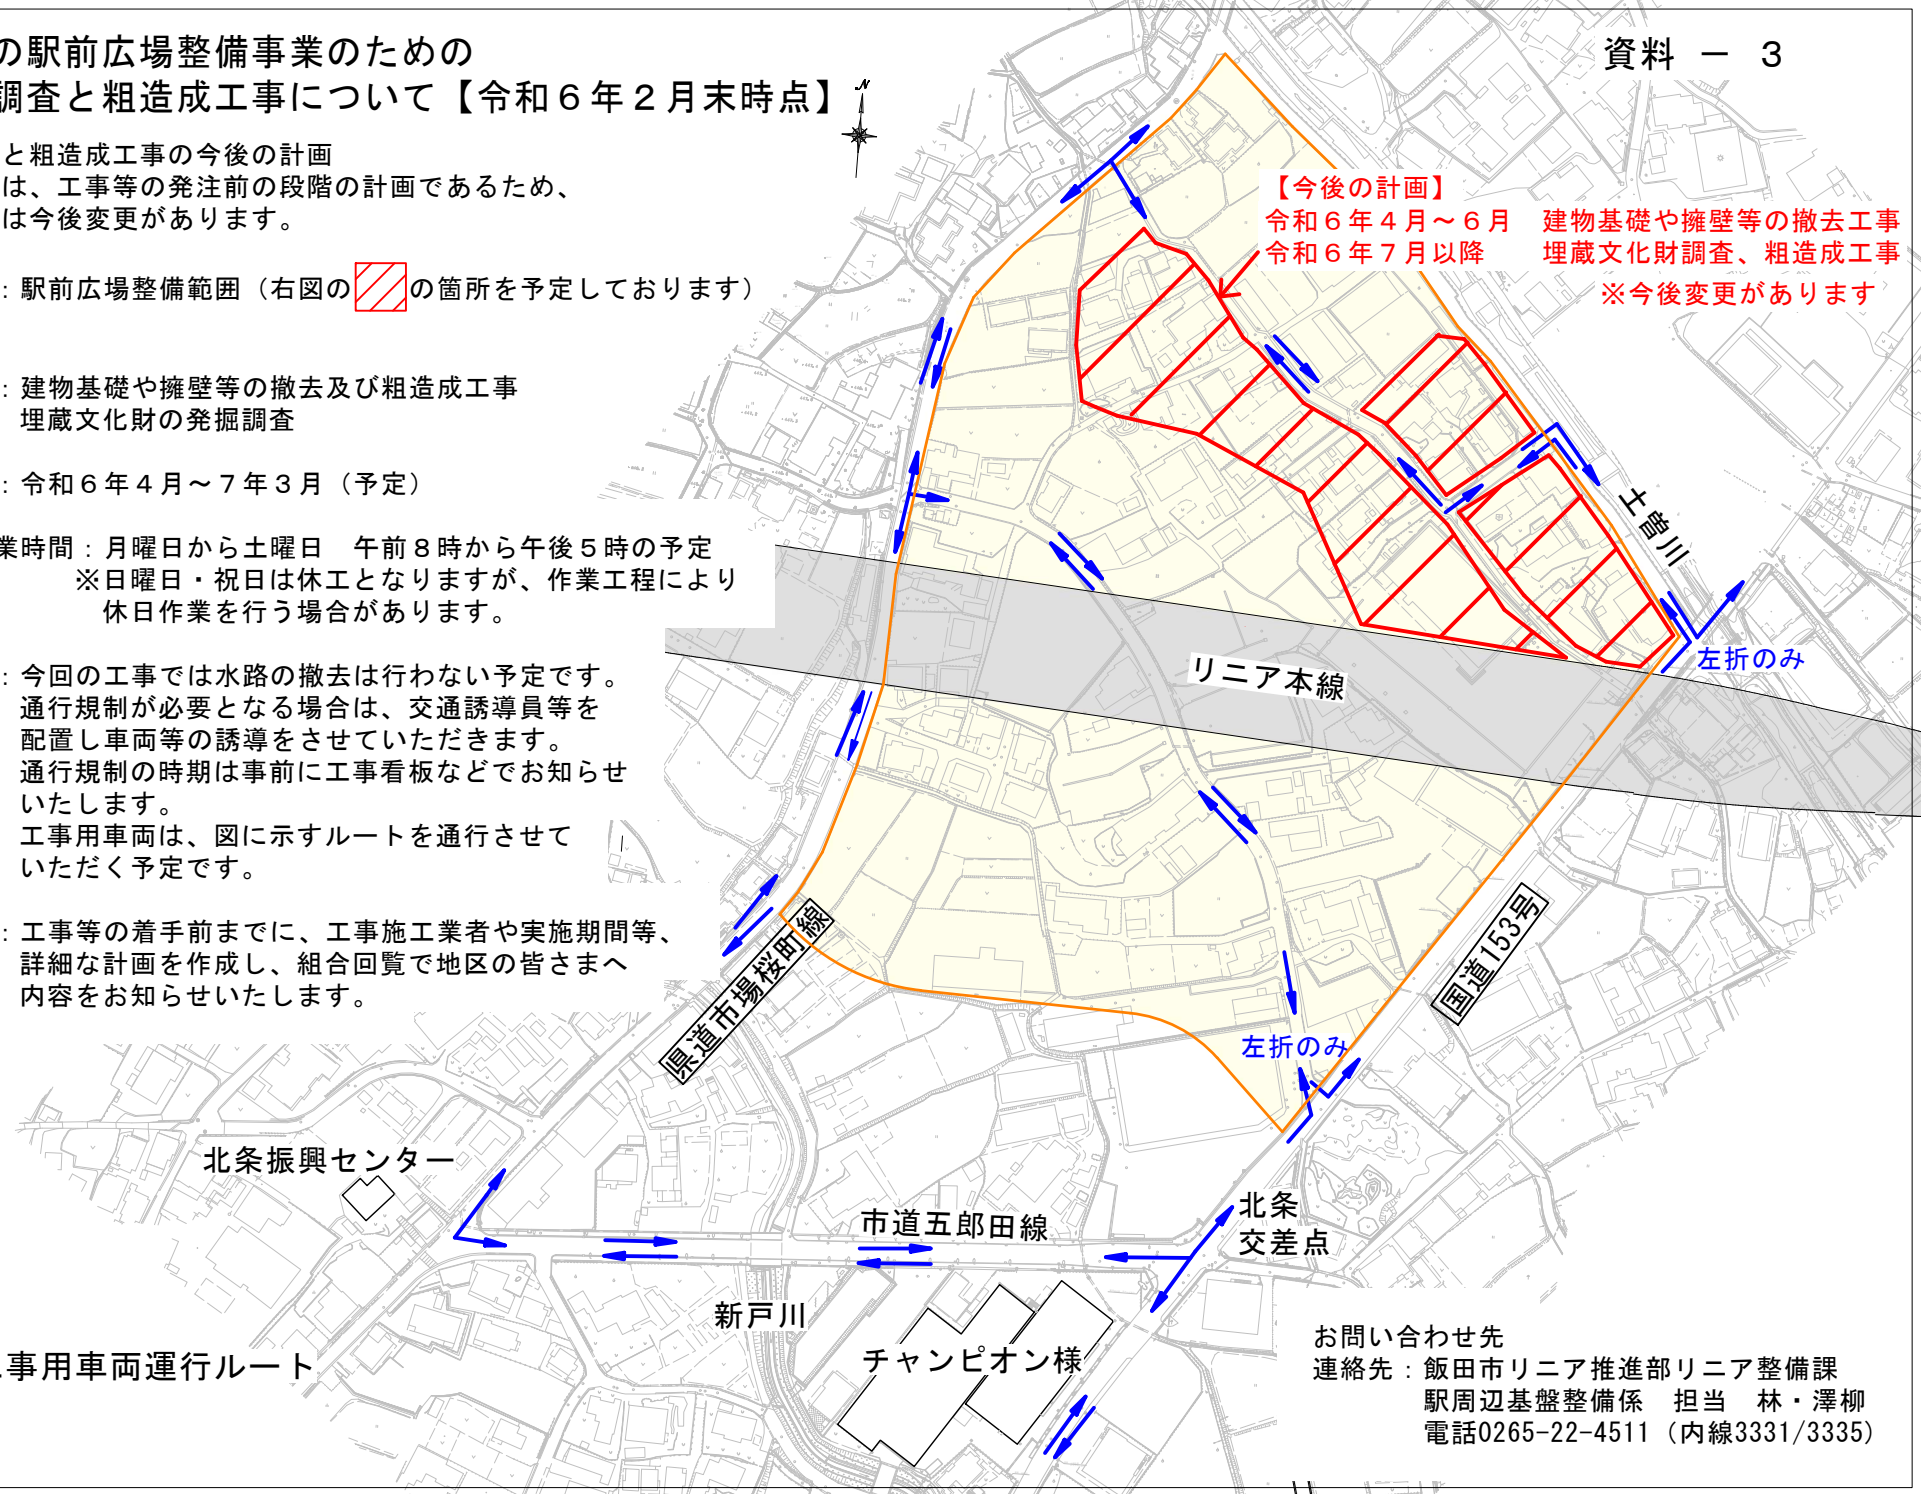 の駅前広場整備事業のための
調査と粗造成工事について【令和６年２月末時点】
資料 － ３
N
と粗造成工事の今後の計画
は、工事等の発注前の段階の計画であるため、
は今後変更があります。
：駅前広場整備範囲（右図の　の箇所を予定しております）
：建物基礎や擁壁等の撤去及び粗造成工事
埋蔵文化財の発掘調査
：令和６年４月～７年３月（予定）
業時間：月曜日から土曜日　午前８時から午後５時の予定
※日曜日・祝日は休工となりますが、作業工程により
休日作業を行う場合があります。
：今回の工事では水路の撤去は行わない予定です。
通行規制が必要となる場合は、交通誘導員等を
配置し車両等の誘導をさせていただきます。
通行規制の時期は事前に工事看板などでお知らせ
いたします。
工事用車両は、図に示すルートを通行させて
いただく予定です。
：工事等の着手前までに、工事施工業者や実施期間等、
詳細な計画を作成し、組合回覧で地区の皆さまへ
内容をお知らせいたします。
【今後の計画】
令和６年４月～６月　建物基礎や擁壁等の撤去工事
令和６年７月以降　埋蔵文化財調査、粗造成工事
※今後変更があります
土曽川
左折のみ
リニア本線
県道市場桜町線
国道153号
左折のみ
北条振興センター
市道五郎田線
北条
交差点
新戸川
チャンピオン様
事用車両運行ルート
お問い合わせ先
連絡先：飯田市リニア推進部リニア整備課
駅周辺基盤整備係　担当　林・澤柳
電話0265-22-4511（内線3331/3335）